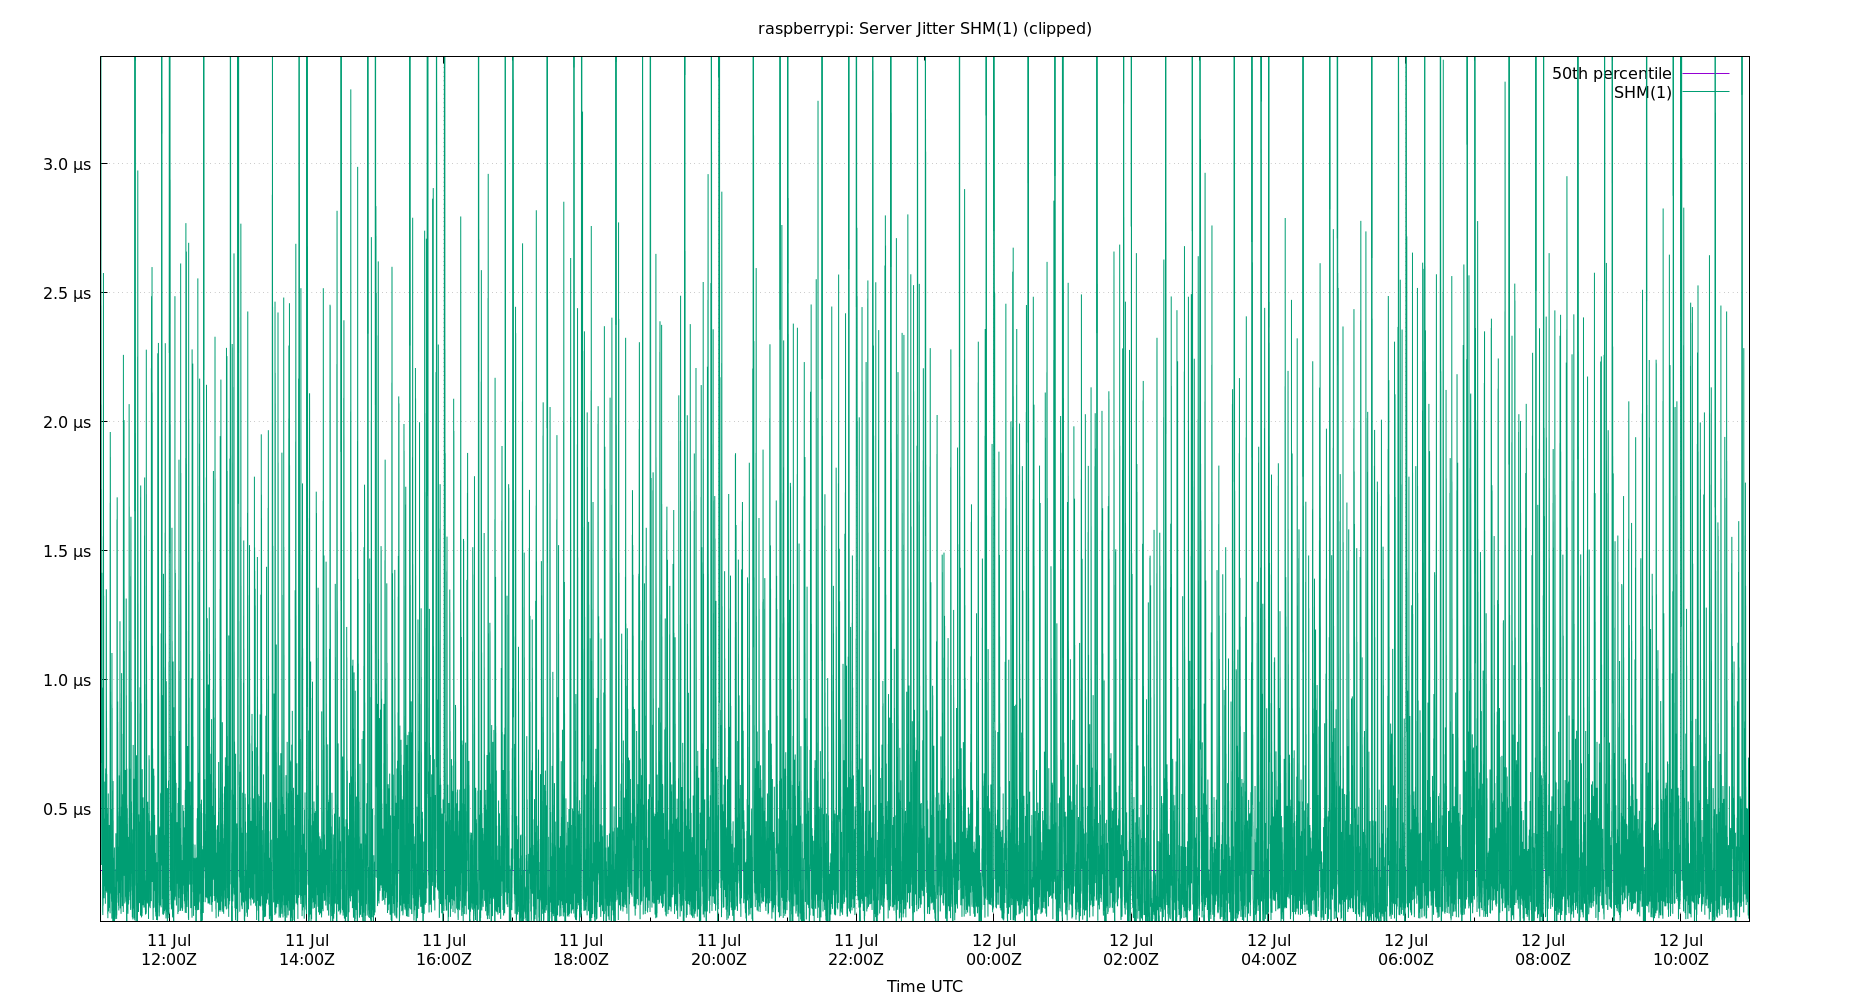 raspberrypi: Server Jitter SHM(1) (clipped)
50th percentile
SHM(1)
3.0 μs
2.5 μs
2.0 μs
1.5 μs
1.0 μs
0.5 μs
11 Jul 11 Jul 11 Jul 11 Jul 11 Jul 11 Jul 12 Jul 12 Jul 12 Jul 12 Jul 12 Jul 12 Jul
12:00Z 14:00Z 16:00Z 18:00Z 20:00Z 22:00Z 00:00Z 02:00Z 04:00Z 06:00Z 08:00Z 10:00Z
Time UTC